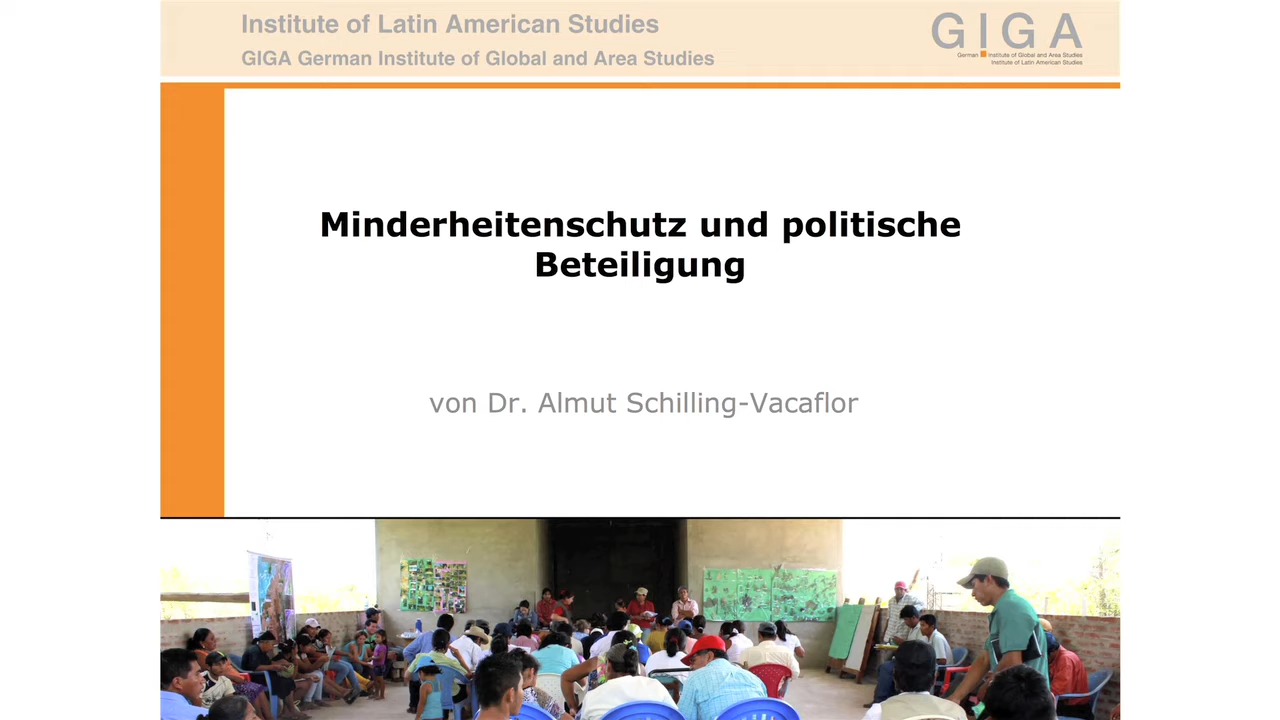 Institute of Latin American Studies
GIGA German Institute of Global and Area Studies
GIGA
German Institute of Global and Area Studies
Institute of Latin American Studies
Minderheitenschutz und politische
Beteiligung
von Dr. Almut Schilling-Vacaflor